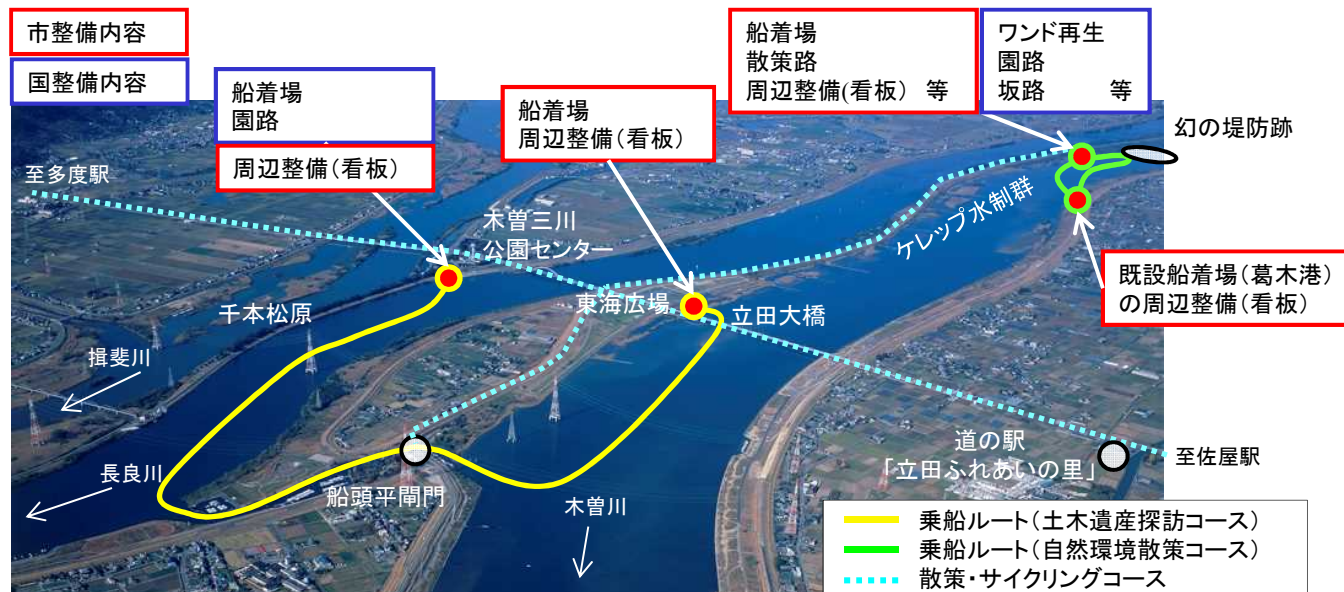 市整備内容
国整備内容
船着場
園路
周辺整備(看板)
船着場
周辺整備(看板)
船着場
散策路
周辺整備(看板) 等
ワンド再生
園路
坂路 等
幻の堤防跡
至多度駅
木曽三川
公園センター
ケレップ水制群
既設船着場(葛木港)
の周辺整備(看板)
千本松原
東海広場
立田大橋
揖斐川
長良川
船頭平閘門
木曽川
道の駅
「立田ふれあいの里」
至佐屋駅
乗船ルート(土木遺産探訪コース)
乗船ルート(自然環境散策コース)
散策・サイクリングコース